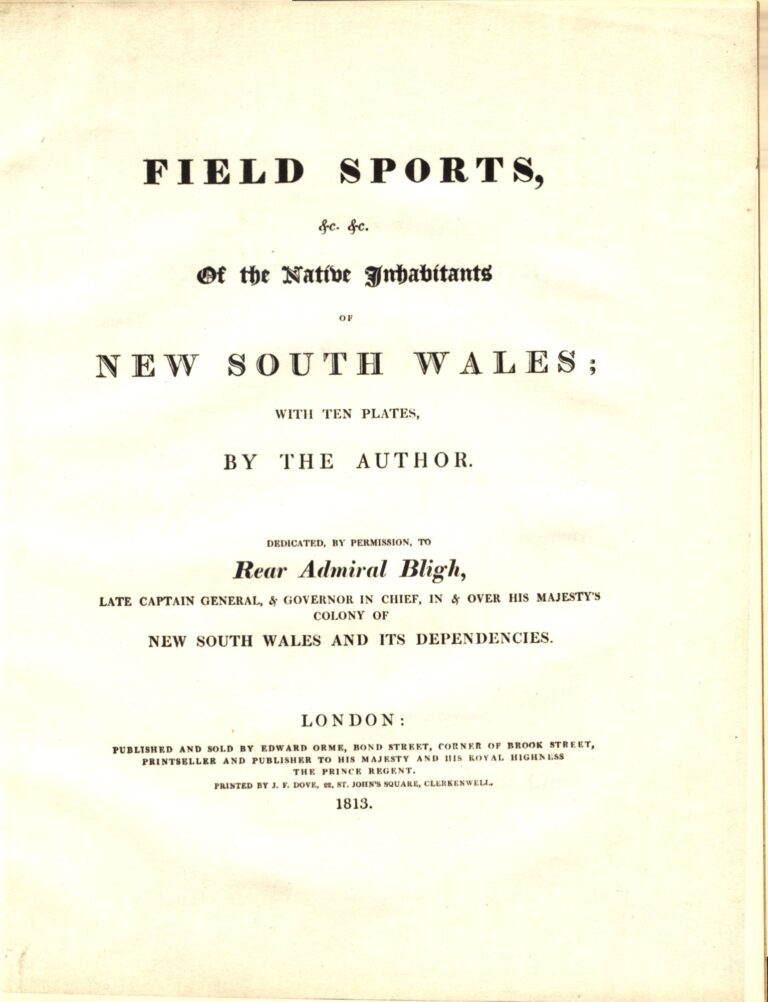 FIELD SPORTS,
&c. &c.
Of the Native Inhabitants
OF
NEW SOUTH WALES;
WITH TEN PLATES,
BY THE AUTHOR.
DEDICATED, BY PERMISSION, TO
Rear Admiral Bligh,
LATE CAPTAIN GENERAL, & GOVERNOR IN CHIEF, IN & OVER HIS MAJESTY'S
COLONY OF
NEW SOUTH WALES AND ITS DEPENDENCIES.
LONDON:
PUBLISHED AND SOLD BY EDWARD ORME, BOND STREET, CORNER OF BROOK STREET,
PRINTSELLER AND PUBLISHER TO HIS MAJESTY AND HIS ROYAL HIGHNESS
THE PRINCE REGENT.
PRINTED BY J. F. DOVE, 22, ST. JOHN'S SQUARE, CLERKENWELL.
1813.